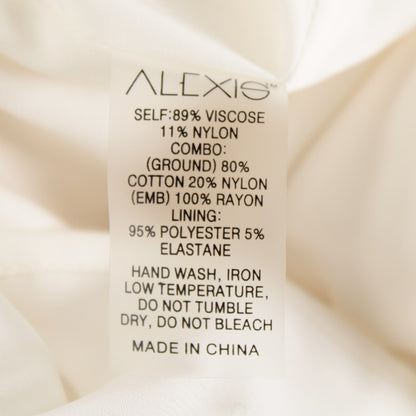 ALEXIS™
SELF:89% VISCOSE
11% NYLON
COMBO:
(GROUND) 80%
COTTON 20% NYLON
(EMB) 100% RAYON
LINING:
95% POLYESTER 5%
ELASTANE
HAND WASH, IRON
LOW TEMPERATURE,
DO NOT TUMBLE
DRY, DO NOT BLEACH
MADE IN CHINA